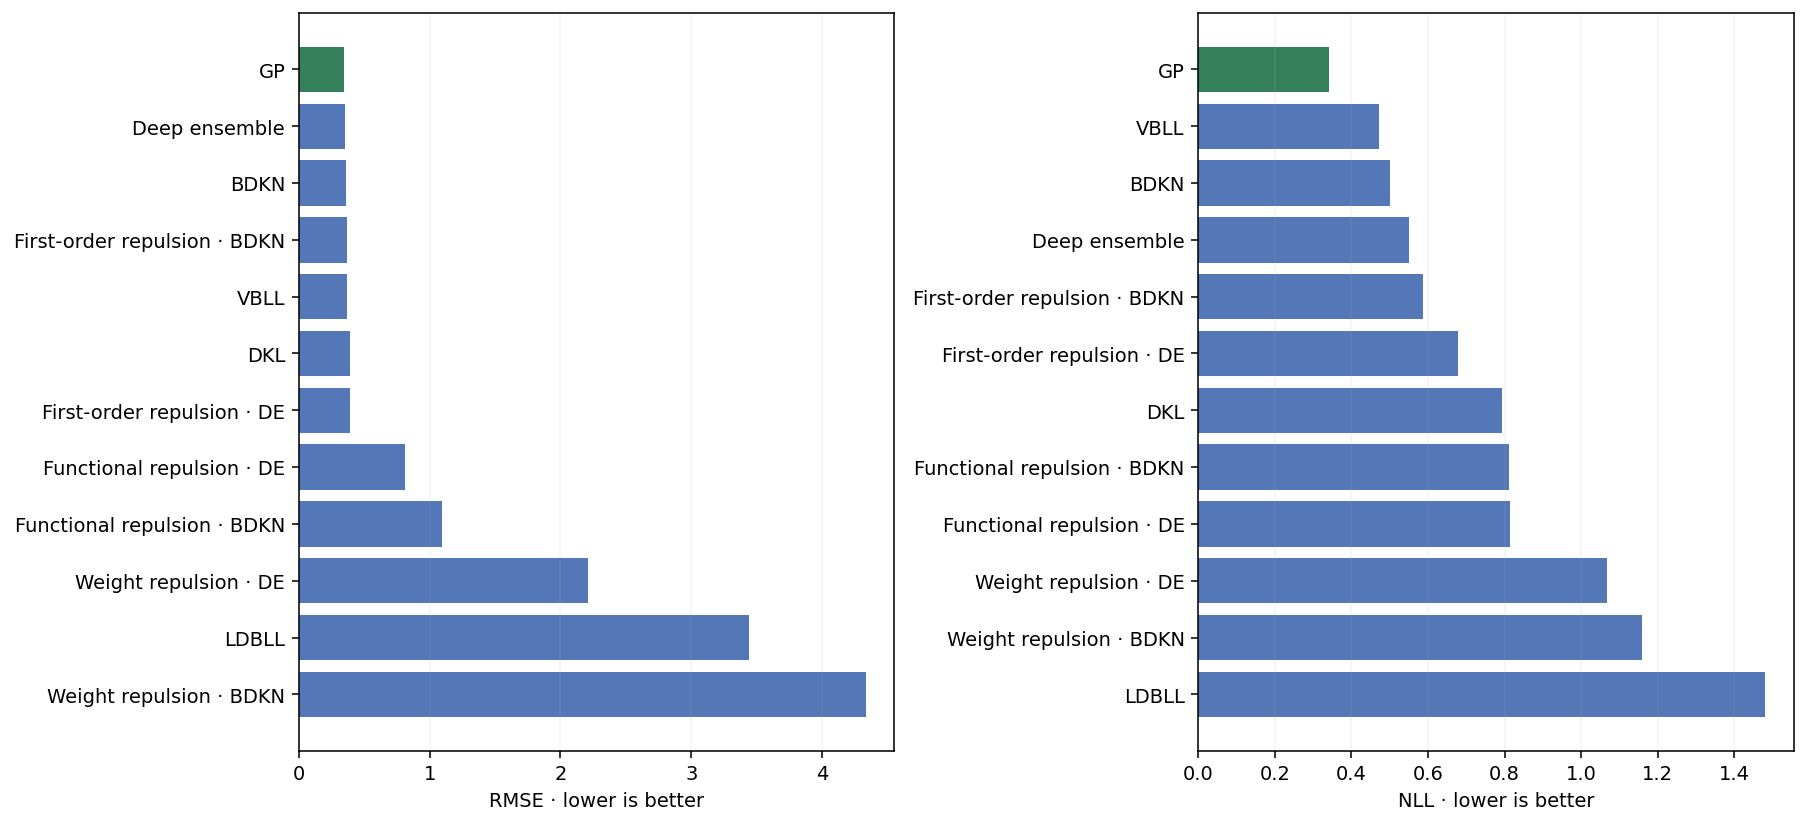 GP
Deep ensemble
BDKN
First-order repulsion · BDKN
VBLL
DKL
First-order repulsion · DE
Functional repulsion · DE
Functional repulsion · BDKN
Weight repulsion · DE
LDBLL
Weight repulsion · BDKN
0 1 2 3 4
RMSE · lower is better
GP
VBLL
BDKN
Deep ensemble
First-order repulsion · BDKN
First-order repulsion · DE
DKL
Functional repulsion · BDKN
Functional repulsion · DE
Weight repulsion · DE
Weight repulsion · BDKN
LDBLL
0.0 0.2 0.4 0.6 0.8 1.0 1.2 1.4
NLL · lower is better